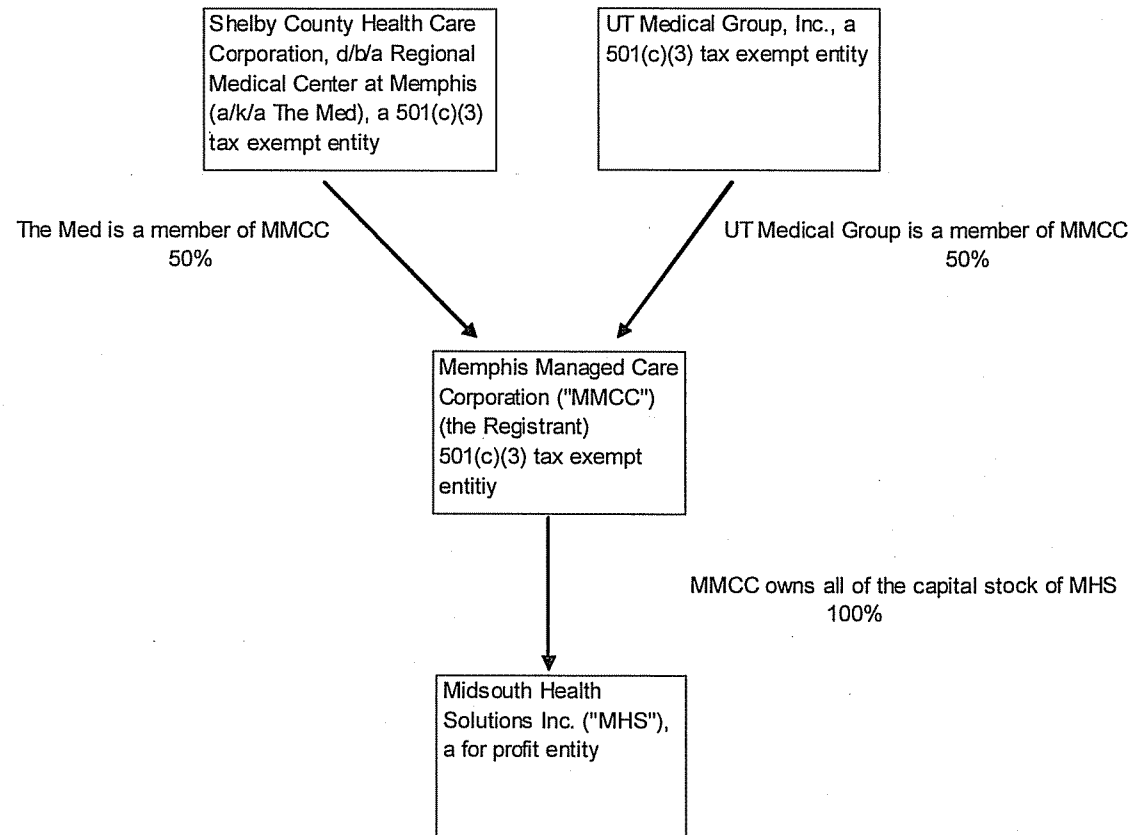 Shelby County Health Care
Corporation, d/b/a Regional
Medical Center at Memphis
(a/k/a The Med), a 501(c)(3)
tax exempt entity
UT Medical Group, Inc., a
501(c)(3) tax exempt entity
The Med is a member of MMCC
50%
UT Medical Group is a member of MMCC
50%
Memphis Managed Care
Corporation ("MMCC")
(the Registrant)
501(c)(3) tax exempt
entitiy
MMCC owns all of the capital stock of MHS
100%
Midsouth Health
Solutions Inc. ("MHS"),
a for profit entity